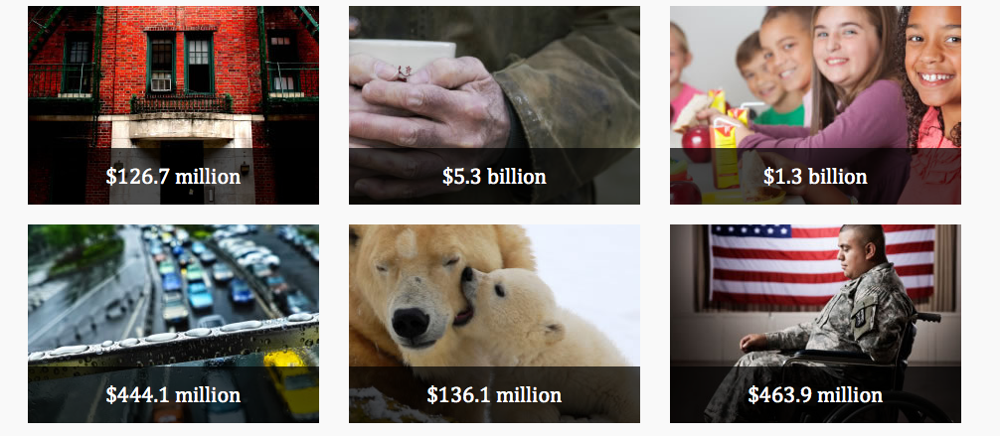 $126.7 million
$5.3 billion
$1.3 billion
$444.1 million
$136.1 million
$463.9 million